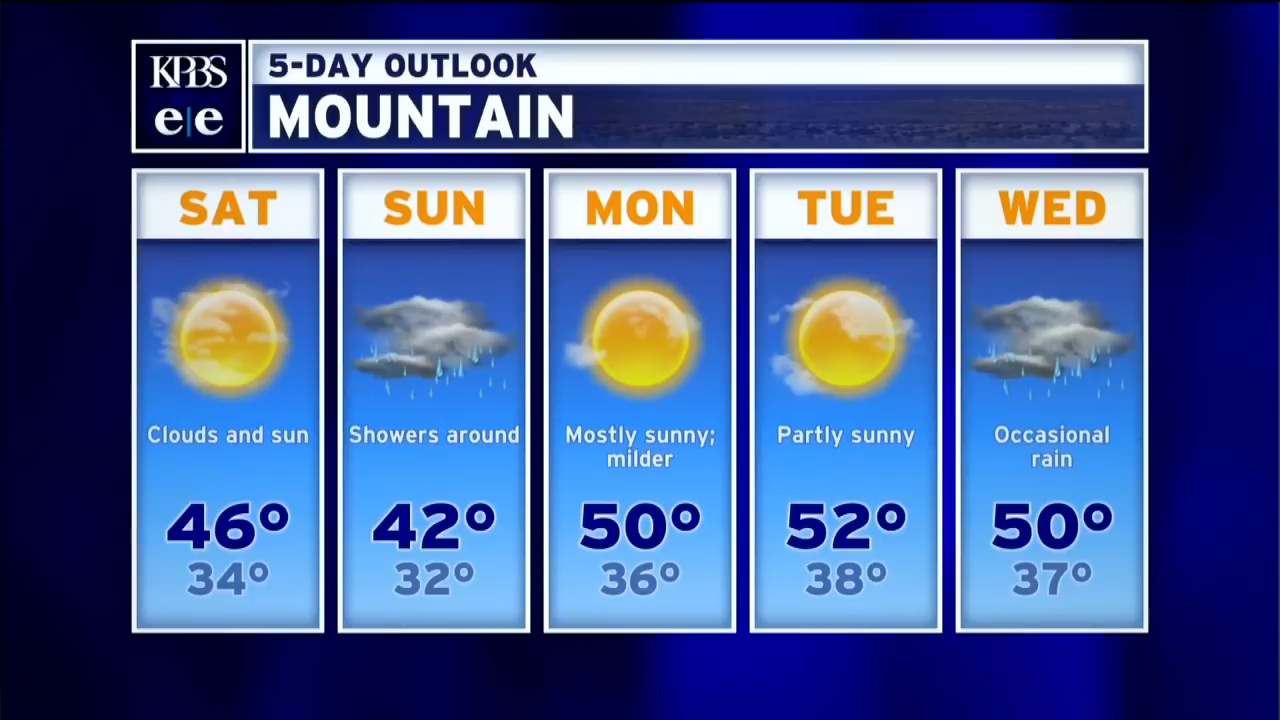 KPBS
e|e
5-DAY OUTLOOK
MOUNTAIN
SAT
Clouds and sun
46°
34°
SUN
Showers around
42°
32°
MON
Mostly sunny;
milder
50°
36°
TUE
Partly sunny
52°
38°
WED
Occasional
rain
50°
37°